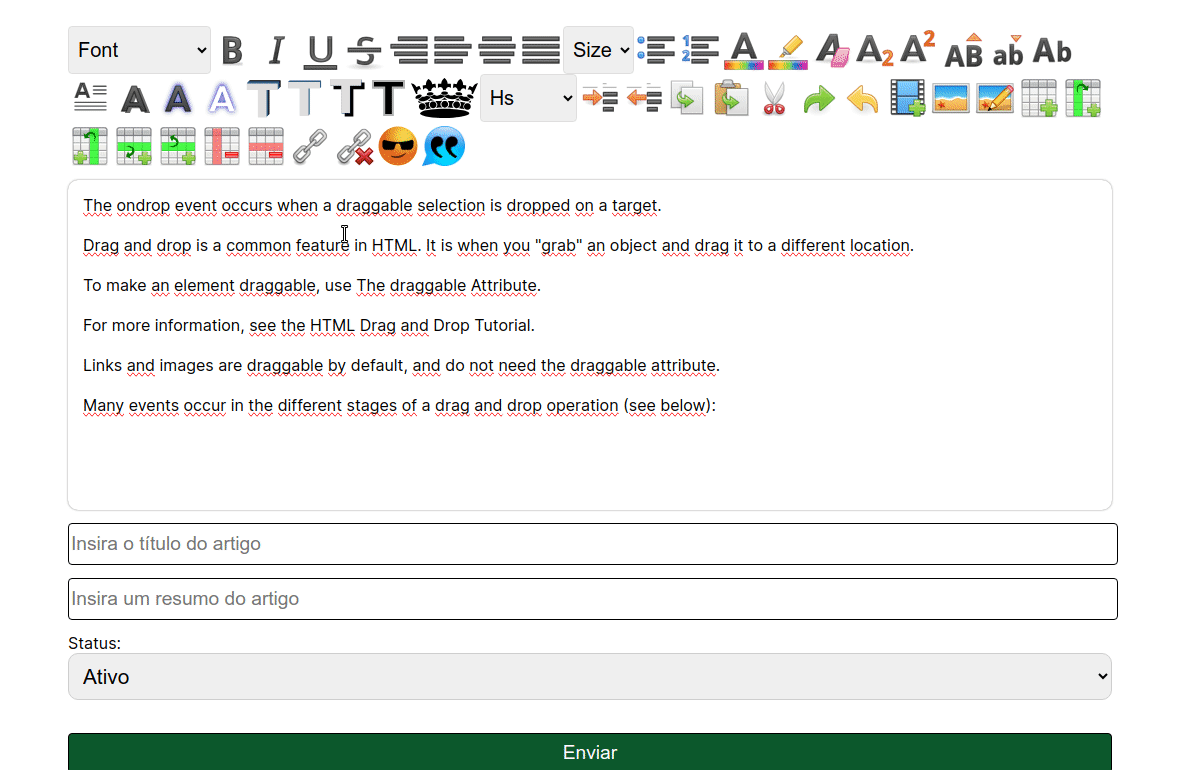 Font B I U S Size 1 2 A A A2 A2 AB ab Ab
A A A A T T T T Hs
The ondrop event occurs when a draggable selection is dropped on a target.
Drag and drop is a common feature in HTML. It is when you "grab" an object and drag it to a different location.
To make an element draggable, use The draggable Attribute.
For more information, see the HTML Drag and Drop Tutorial.
Links and images are draggable by default, and do not need the draggable attribute.
Many events occur in the different stages of a drag and drop operation (see below):
Insira o título do artigo
Insira um resumo do artigo
Status:
Ativo
Enviar